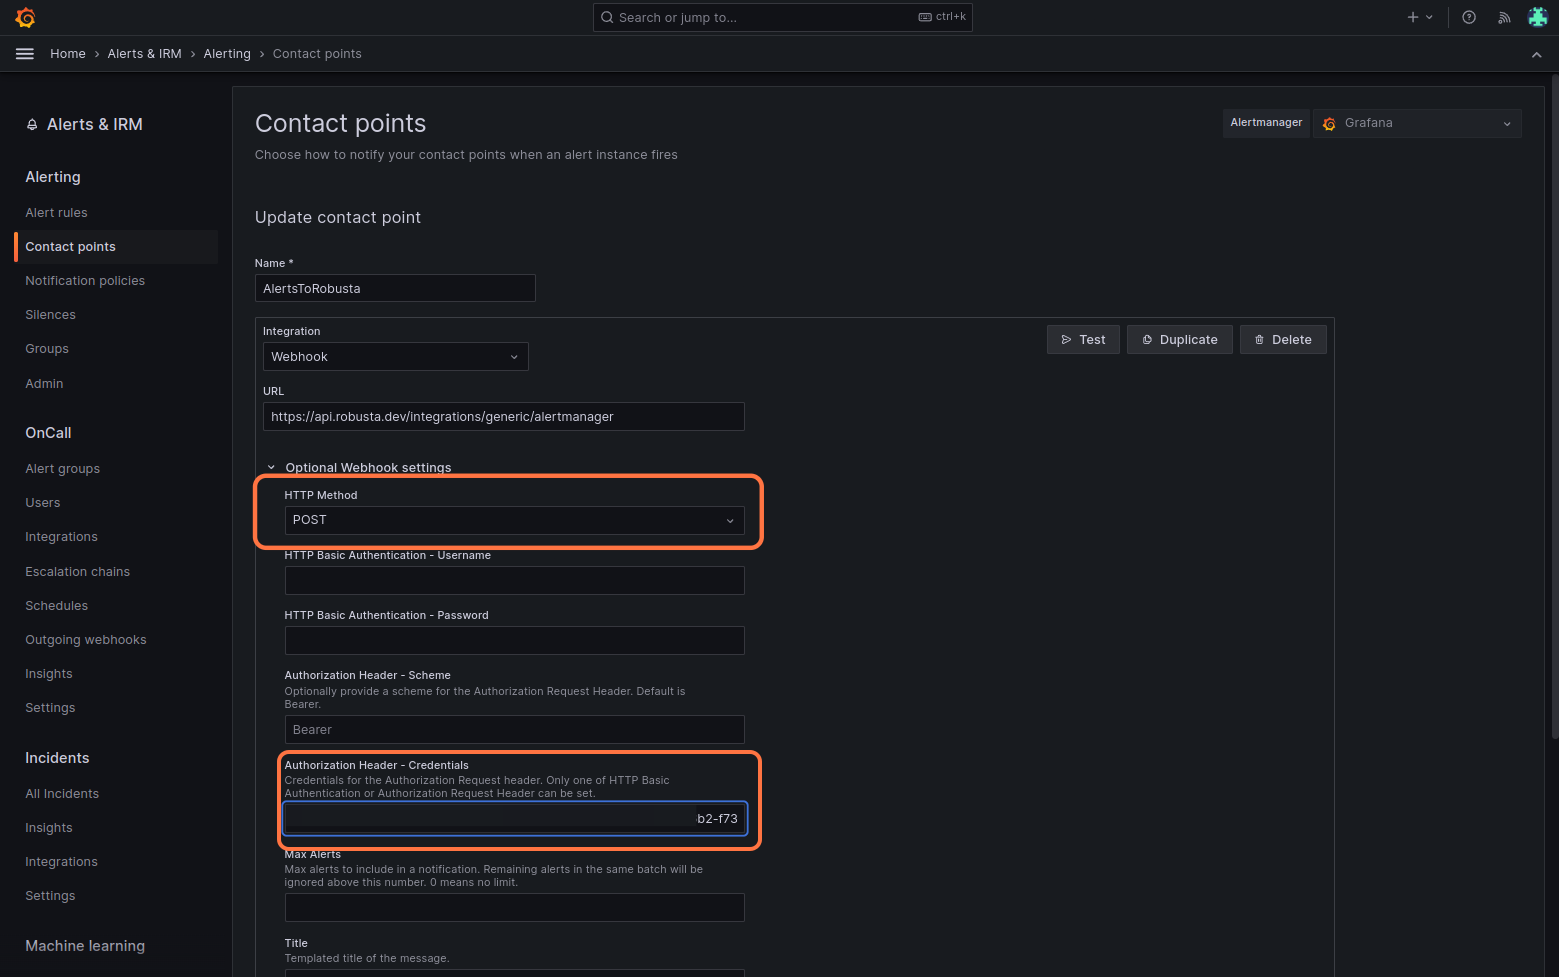 Search or jump to...
ctrl+k
Home > Alerts & IRM > Alerting > Contact points
Alerts & IRM
Alerting
Alert rules
Contact points
Notification policies
Silences
Groups
Admin
OnCall
Alert groups
Users
Integrations
Escalation chains
Schedules
Outgoing webhooks
Insights
Settings
Incidents
All Incidents
Insights
Integrations
Settings
Machine learning
Contact points
Choose how to notify your contact points when an alert instance fires
Alertmanager
Grafana
Update contact point
Name *
AlertsToRobusta
Integration
Webhook
Test
Duplicate
Delete
URL
https://api.robusta.dev/integrations/generic/alertmanager
Optional Webhook settings
HTTP Method
POST
HTTP Basic Authentication - Username
HTTP Basic Authentication - Password
Authorization Header - Scheme
Optionally provide a scheme for the Authorization Request Header. Default is
Bearer.
Bearer
Authorization Header - Credentials
Credentials for the Authorization Request header. Only one of HTTP Basic
Authentication or Authorization Request Header can be set.
b2-f73
Max Alerts
Max alerts to include in a notification. Remaining alerts in the same batch will be
ignored above this number. 0 means no limit.
Title
Templated title of the message.